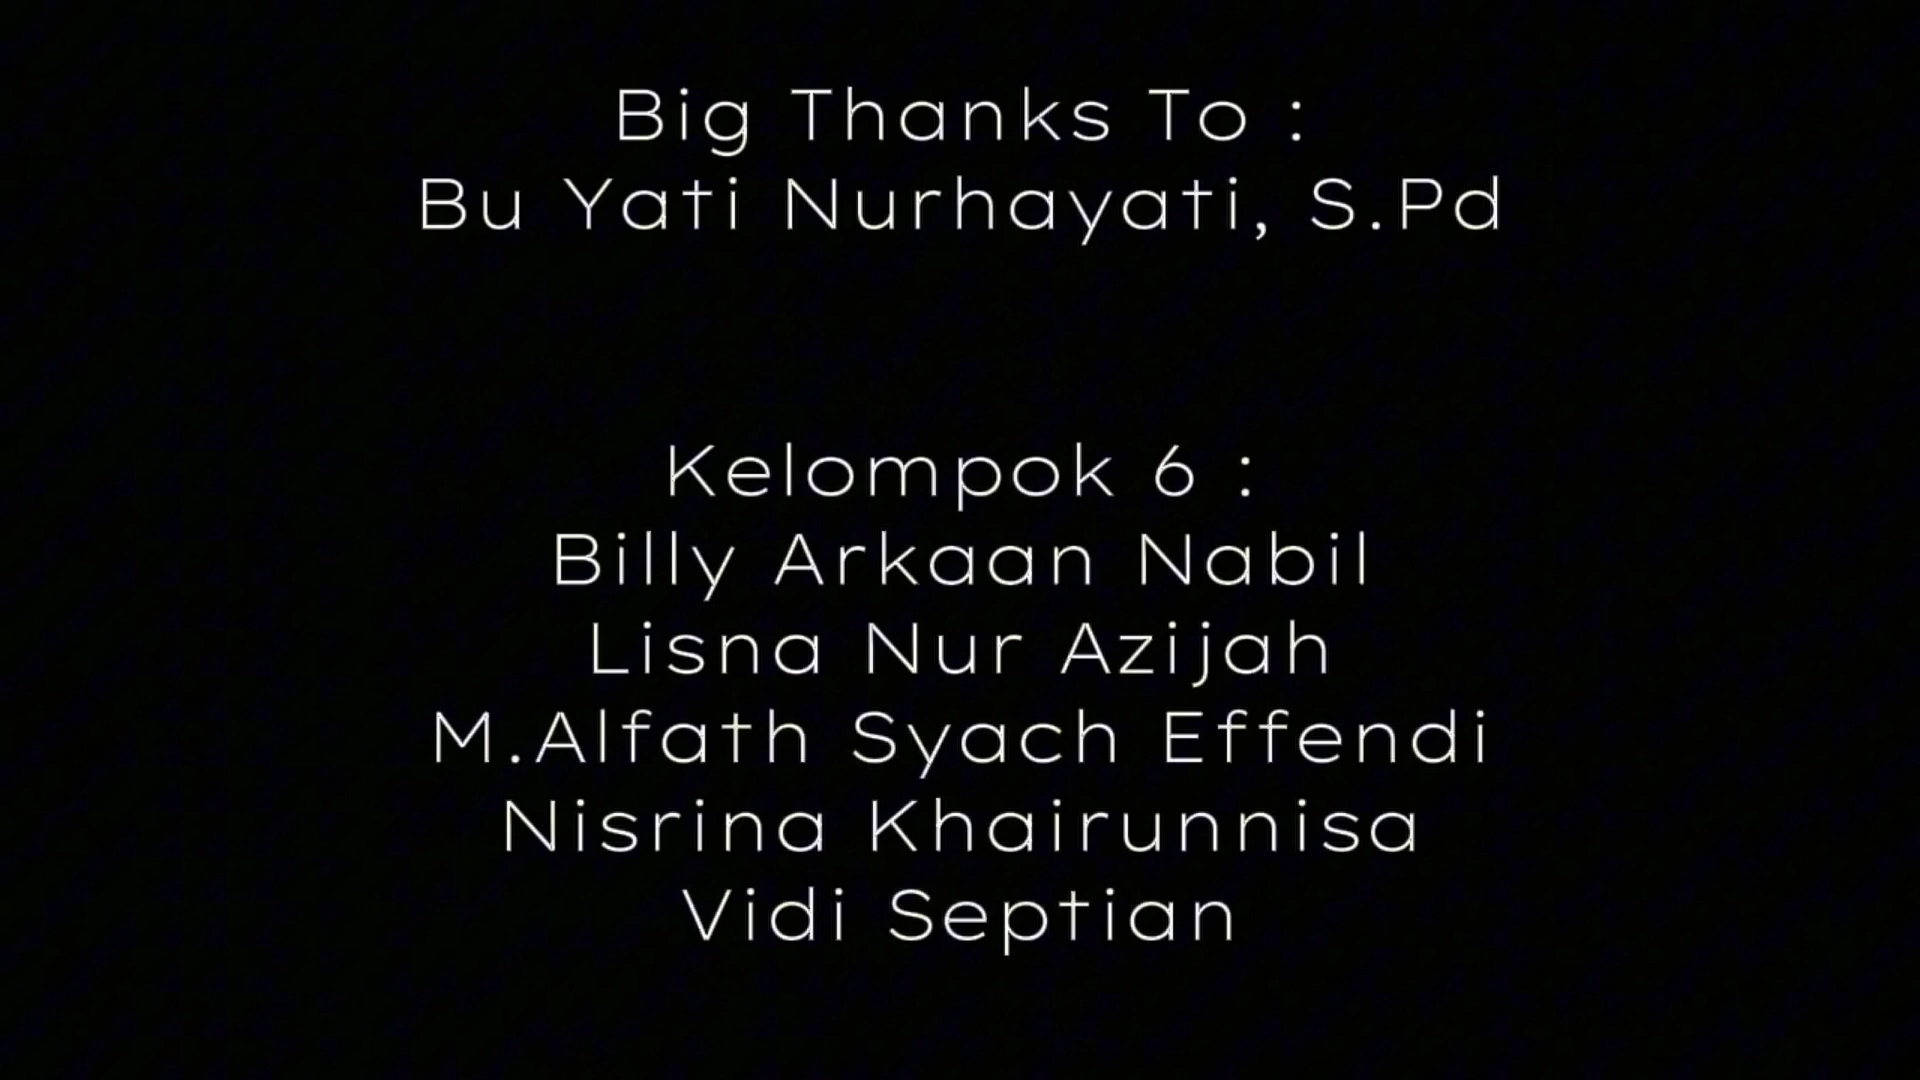 Big Thanks To :
Bu Yati Nurhayati, S.Pd
Kelompok 6 :
Billy Arkaan Nabil
Lisna Nur Azijah
M.Alfath Syach Effendi
Nisrina Khairunnisa
Vidi Septian